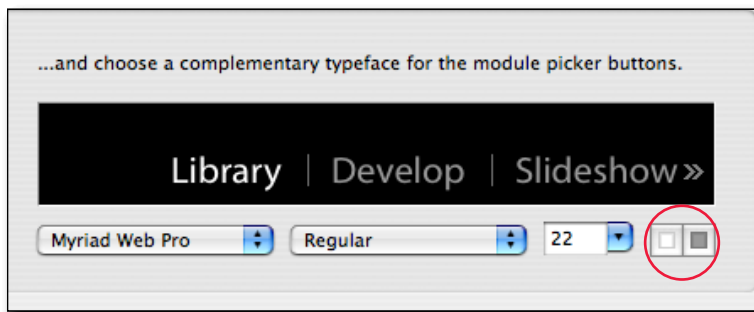 ...and choose a complementary typeface for the module picker buttons.
Library | Develop | Slideshow»
Myriad Web Pro Regular 22